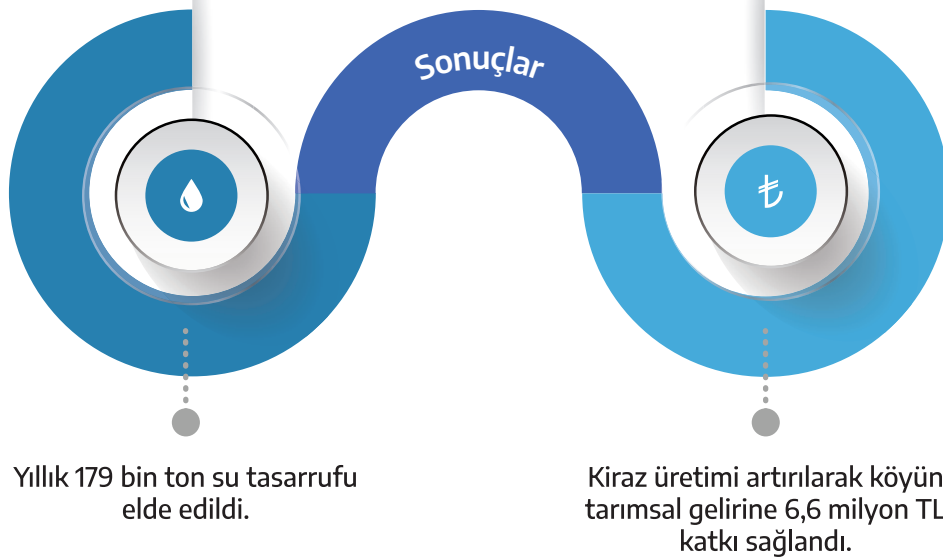 Sonuçlar
₺
Yıllık 179 bin ton su tasarrufu
elde edildi.
Kiraz üretimi artırılarak köyün
tarımsal gelirine 6,6 milyon TL
katkı sağlandı.